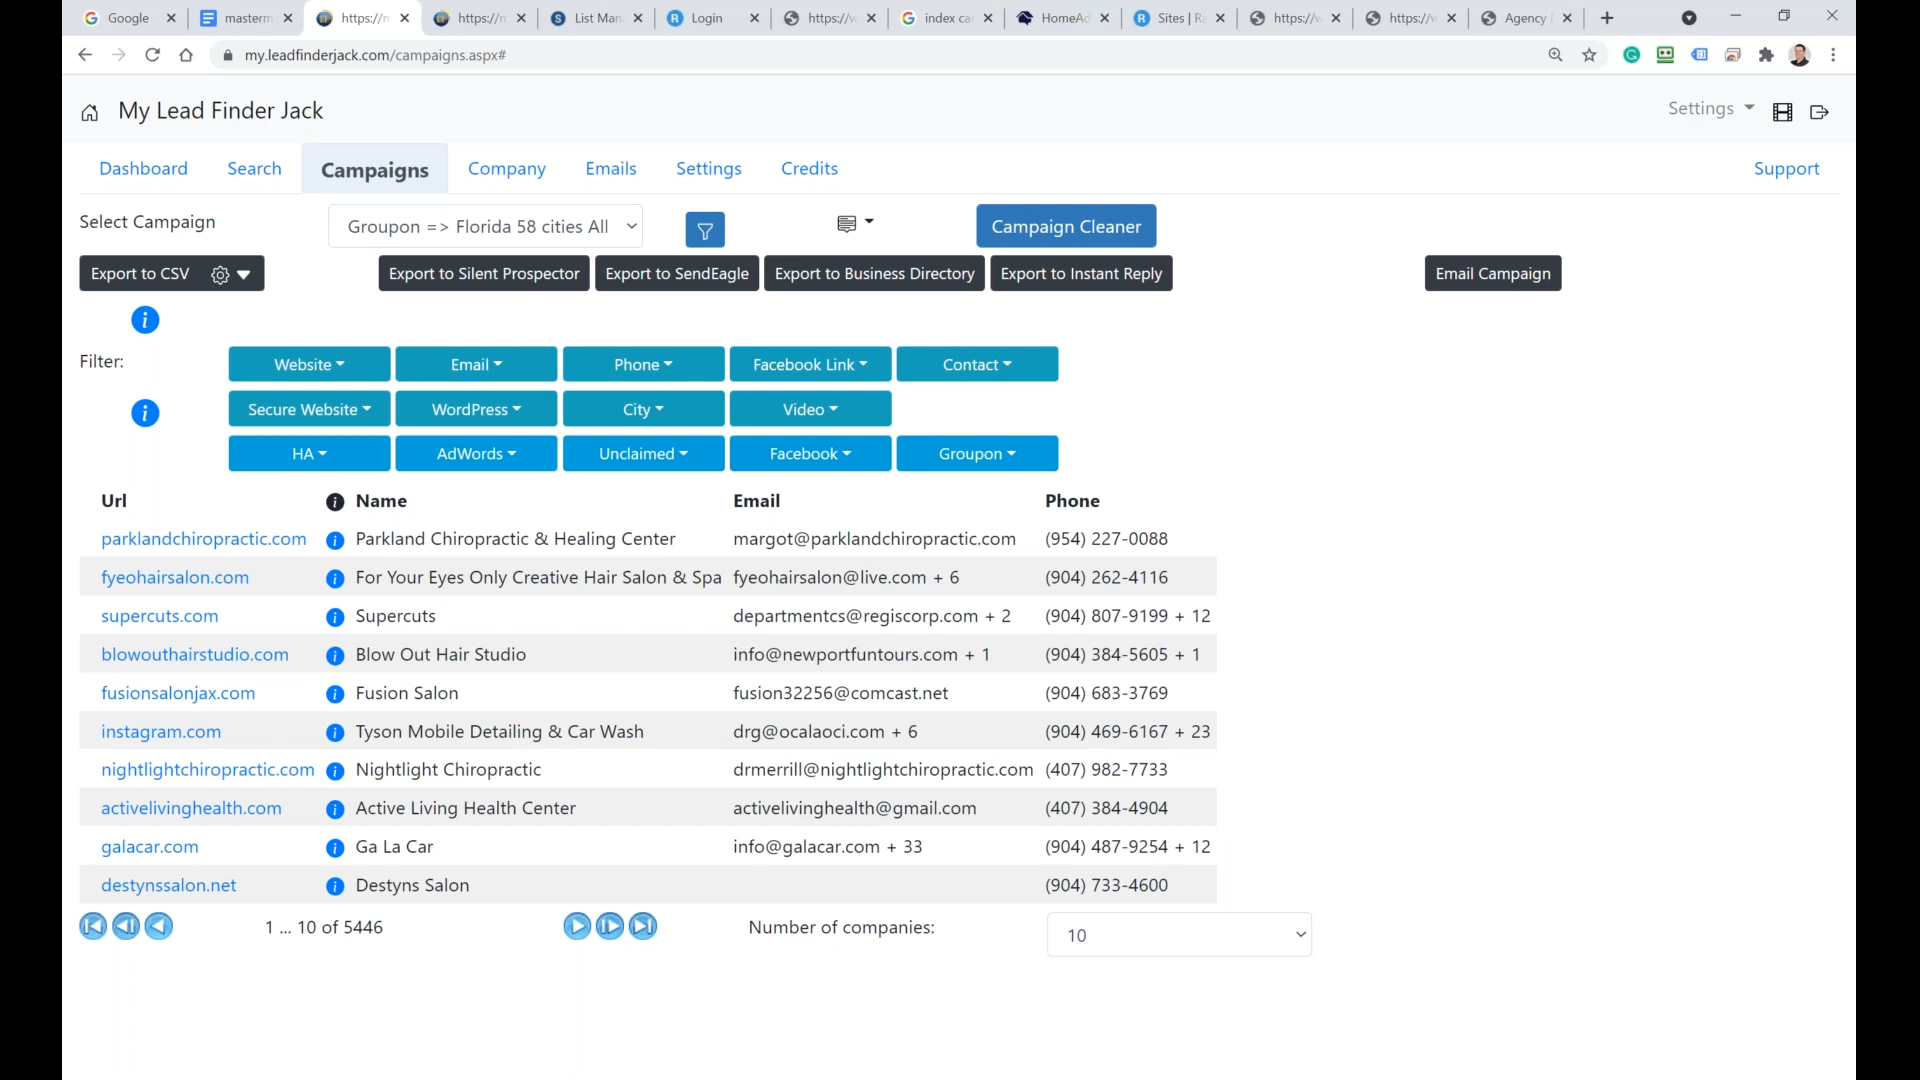 Google
masterm
https://m
https://m
List Man
Login
https://w
index ca
HomeAd
Sites | R
https://w
https://w
Agency
my.leadfinderjack.com/campaigns.aspx#
My Lead Finder Jack
Settings
Dashboard Search Campaigns Company Emails Settings Credits Support
Select Campaign Groupon => Florida 58 cities All Campaign Cleaner
Export to CSV Export to Silent Prospector Export to SendEagle Export to Business Directory Export to Instant Reply Email Campaign
Filter: Website Email Phone Facebook Link Contact
Secure Website WordPress City Video
HA AdWords Unclaimed Facebook Groupon
Url Name Email Phone
parklandchiropractic.com Parkland Chiropractic & Healing Center margot@parklandchiropractic.com (954) 227-0088
fyeohairsalon.com For Your Eyes Only Creative Hair Salon & Spa fyeohairsalon@live.com + 6 (904) 262-4116
supercuts.com Supercuts departmentcs@regiscorp.com + 2 (904) 807-9199 + 12
blowouthairstudio.com Blow Out Hair Studio info@newportfuntours.com + 1 (904) 384-5605 + 1
fusionsalonjax.com Fusion Salon fusion32256@comcast.net (904) 683-3769
instagram.com Tyson Mobile Detailing & Car Wash drg@ocalaoci.com + 6 (904) 469-6167 + 23
nightlightchiropractic.com Nightlight Chiropractic drmerrill@nightlightchiropractic.com (407) 982-7733
activelivinghealth.com Active Living Health Center activelivinghealth@gmail.com (407) 384-4904
galacar.com Ga La Car info@galacar.com + 33 (904) 487-9254 + 12
destynssalon.net Destyns Salon (904) 733-4600
1 ... 10 of 5446 Number of companies: 10